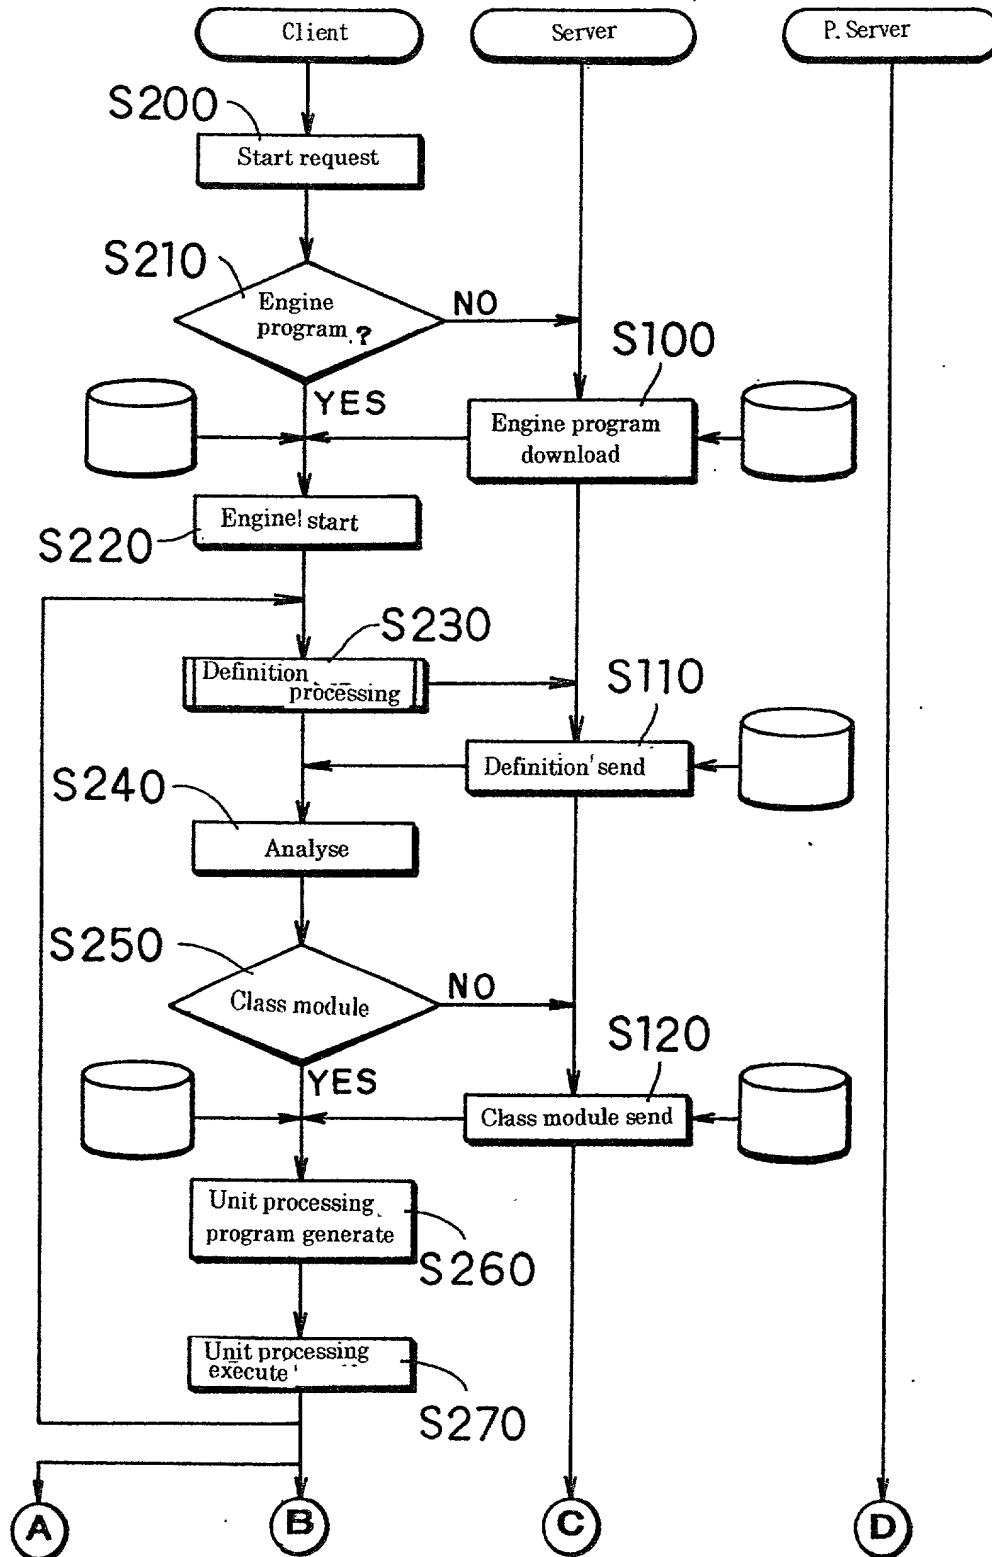 Client
Server
P. Server
S200
Start request
S210
Engine
program ?
NO
S100
YES
Engine program
download
Engine start
S220
S230
Definition
processing
S110
Definition send
S240
Analyse
S250
Class module
NO
S120
YES
Class module send
Unit processing
program generate
S260
Unit processing
execute
S270
A
B
C
D